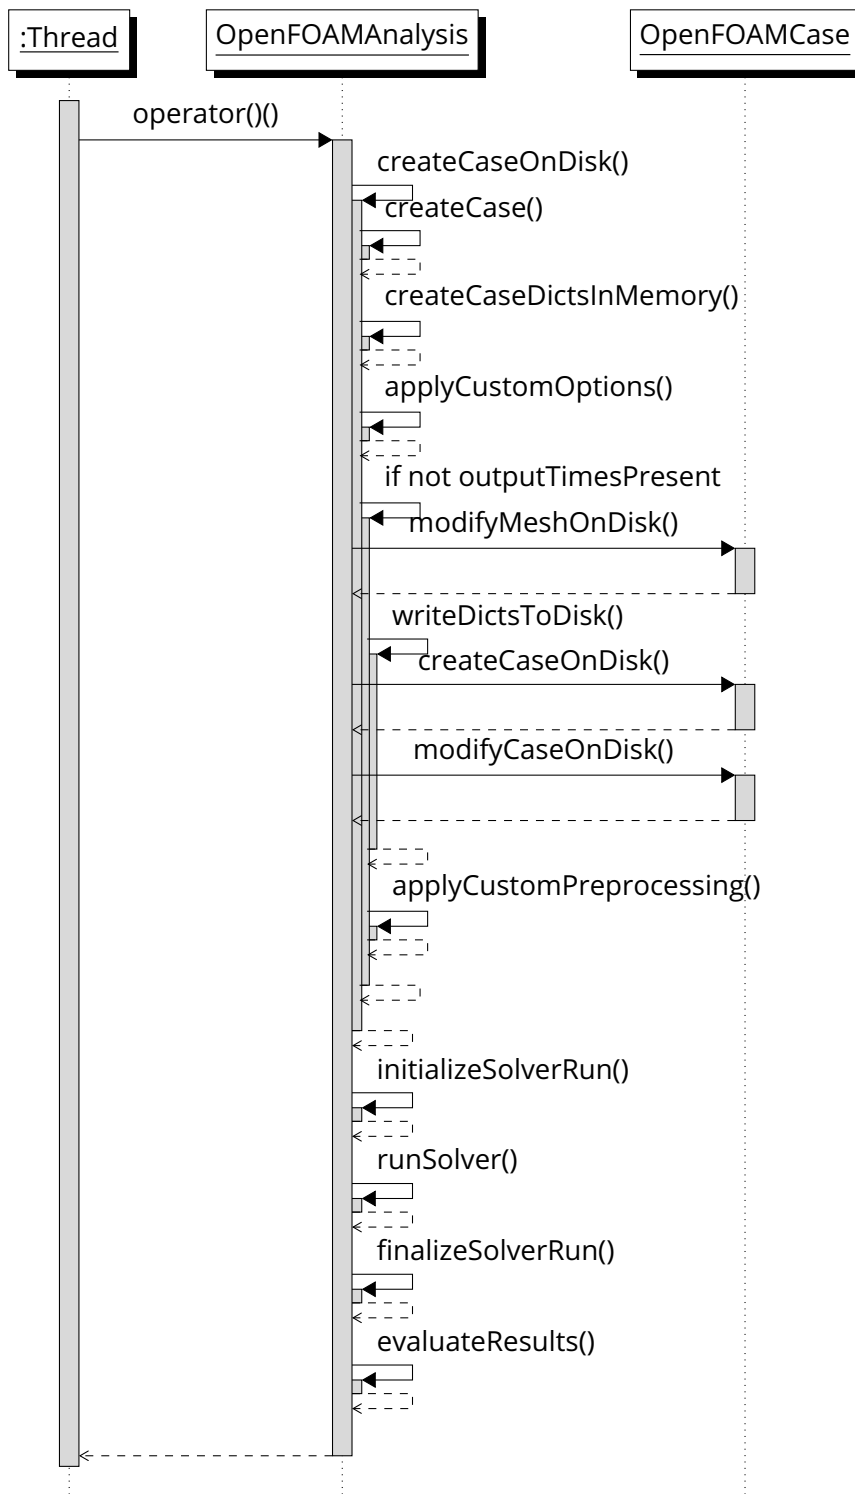 :Thread
OpenFOAMAnalysis
OpenFOAMCase
operator()()
createCaseOnDisk()
createCase()
createCaseDictsInMemory()
applyCustomOptions()
if not outputTimesPresent
modifyMeshOnDisk()
writeDictsToDisk()
createCaseOnDisk()
modifyCaseOnDisk()
applyCustomPreprocessing()
initializeSolverRun()
runSolver()
finalizeSolverRun()
evaluateResults()